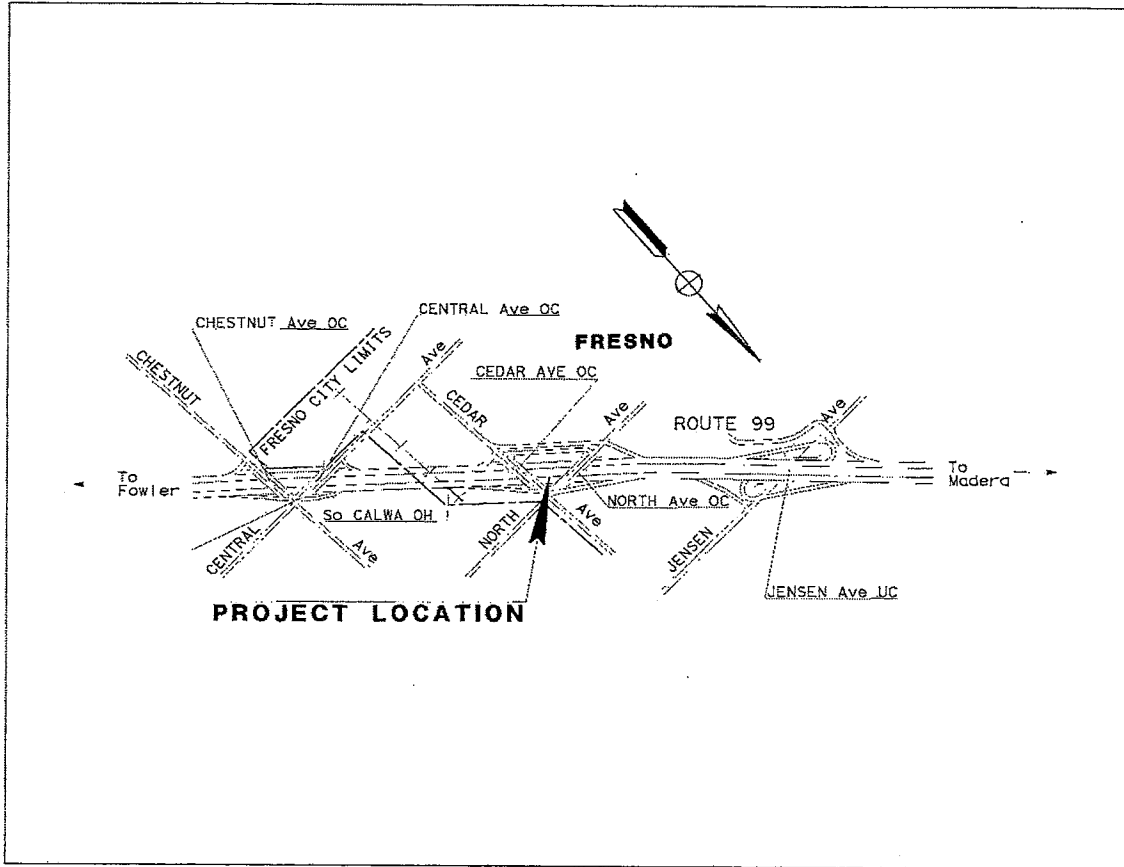 CHESTNUT Ave OC
CENTRAL Ave OC
FRESNO
CHESTNUT
FRESNO CITY LIMITS
Ave
CEDAR AVE OC
CEDAR
Ave
ROUTE 99
Ave
To
Fowler
To
Madera
So CALWA OH
NORTH Ave OC
CENTRAL
Ave
NORTH
Ave
JENSEN
JENSEN Ave UC
PROJECT LOCATION